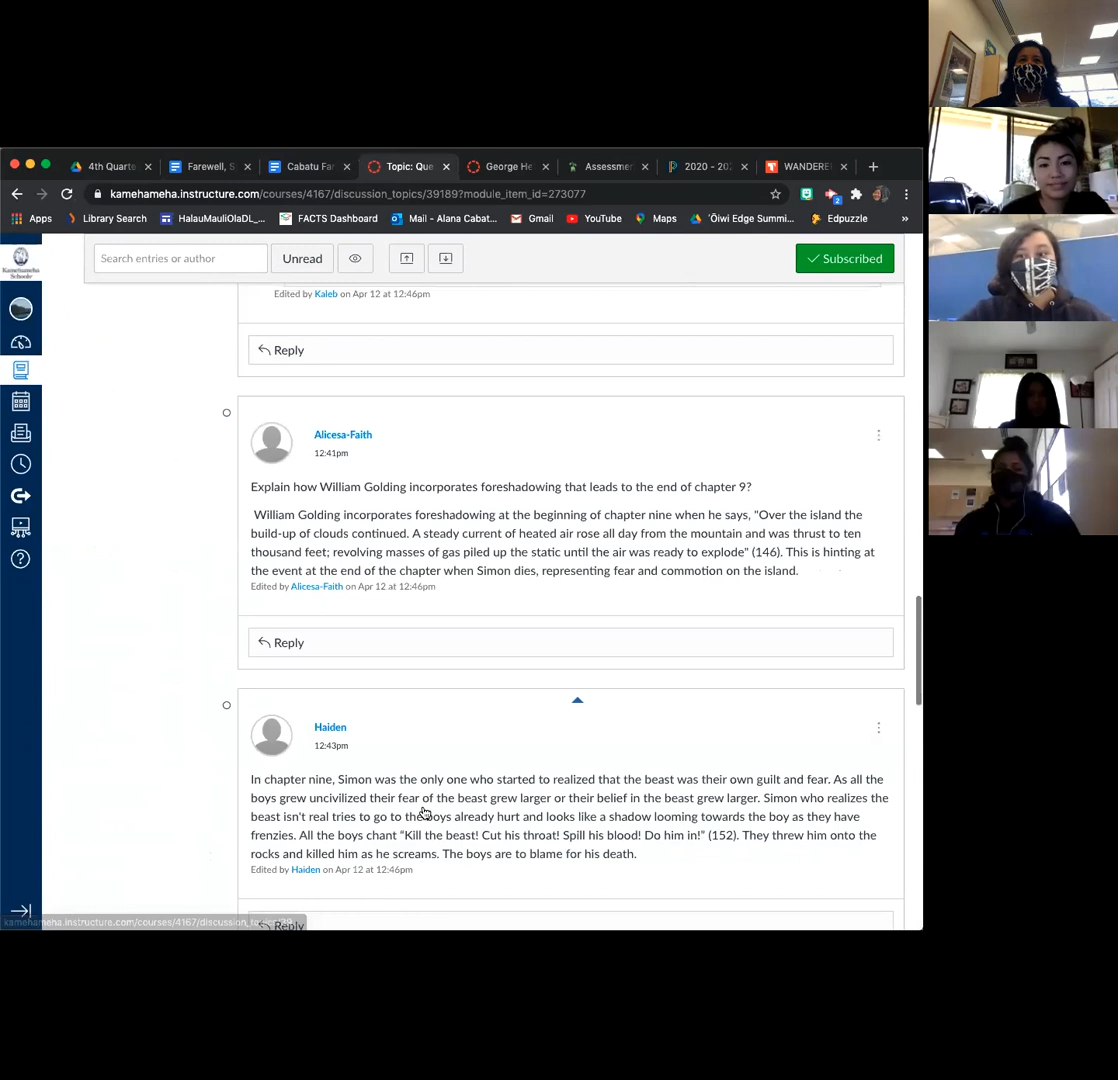 4th Quarte
Farewell, S
Cabatu Far
Topic: Que
George He
Assessme
2020 - 202
WANDERE
kamehameha.instructure.com/courses/4167/discussion_topics/39189?module_item_id=273077
2
Apps
Library Search
HalauMauliOlaDL_...
FACTS Dashboard
Mail - Alana Cabat...
Gmail
YouTube
Maps
'Ōiwi Edge Summi...
Edpuzzle
»
Kamehameha
Schools
Search entries or author
Unread
Subscribed
Edited by Kaleb on Apr 12 at 12:46pm
Reply
Alicesa-Faith
12:41pm
Explain how William Golding incorporates foreshadowing that leads to the end of chapter 9?
William Golding incorporates foreshadowing at the beginning of chapter nine when he says, "Over the island the
build-up of clouds continued. A steady current of heated air rose all day from the mountain and was thrust to ten
thousand feet; revolving masses of gas piled up the static until the air was ready to explode" (146). This is hinting at
the event at the end of the chapter when Simon dies, representing fear and commotion on the island.
Edited by Alicesa-Faith on Apr 12 at 12:46pm
Reply
Haiden
12:43pm
In chapter nine, Simon was the only one who started to realized that the beast was their own guilt and fear. As all the
boys grew uncivilized their fear of the beast grew larger or their belief in the beast grew larger. Simon who realizes the
beast isn't real tries to go to the boys already hurt and looks like a shadow looming towards the boy as they have
frenzies. All the boys chant “Kill the beast! Cut his throat! Spill his blood! Do him in!” (152). They threw him onto the
rocks and killed him as he screams. The boys are to blame for his death.
Edited by Haiden on Apr 12 at 12:46pm
Reply
kamehameha.instructure.com/courses/4167/discussion_topics/39...